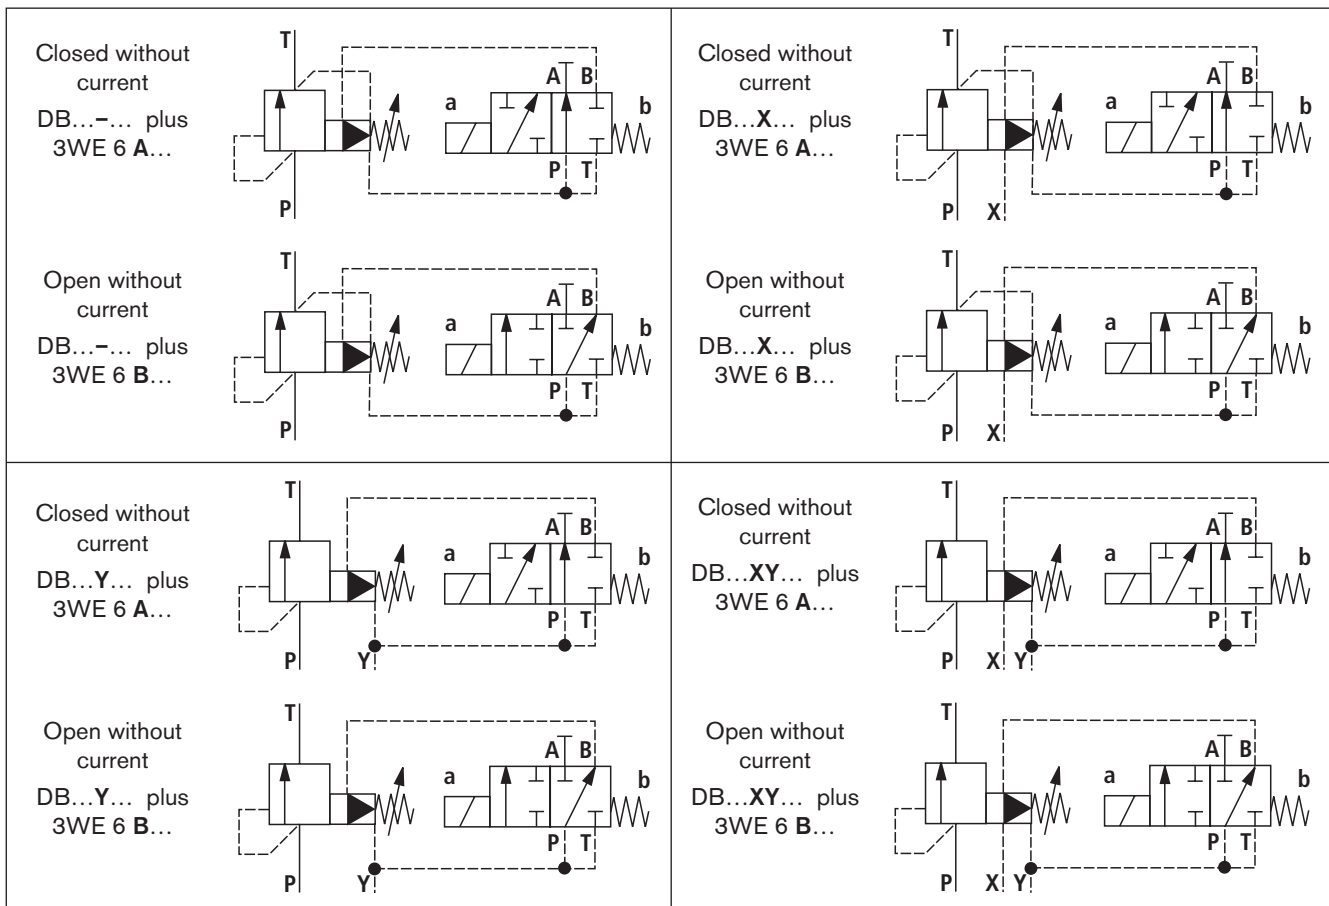 Closed without
current
DB...–... plus
3WE 6 A...
T
P
a
A B
b
P T
Closed without
current
DB...X... plus
3WE 6 A...
T
P X
a
A B
b
P T
Open without
current
DB...–... plus
3WE 6 B...
T
P
a
A B
b
P T
Open without
current
DB...X... plus
3WE 6 B...
T
P X
a
A B
b
P T
Closed without
current
DB...Y... plus
3WE 6 A...
T
P Y
a
A B
b
P T
Closed without
current
DB...XY... plus
3WE 6 A...
T
P X Y
a
A B
b
P T
Open without
current
DB...Y... plus
3WE 6 B...
T
P Y
a
A B
b
P T
Open without
current
DB...XY... plus
3WE 6 B...
T
P X Y
a
A B
b
P T